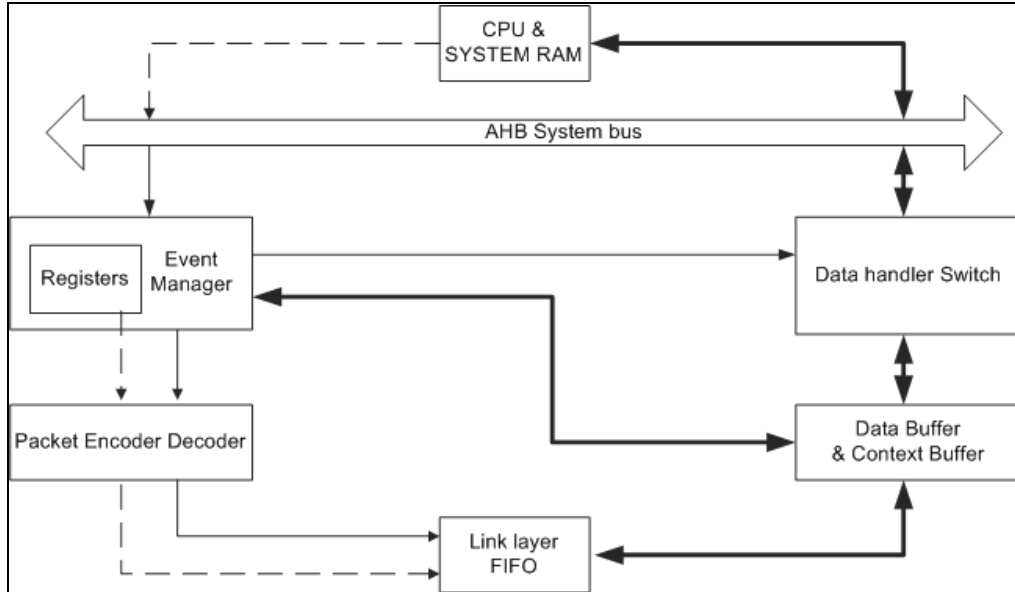 CPU &
SYSTEM RAM
AHB System bus
Registers
Event
Manager
Data handler Switch
Packet Encoder Decoder
Data Buffer
& Context Buffer
Link layer
FIFO